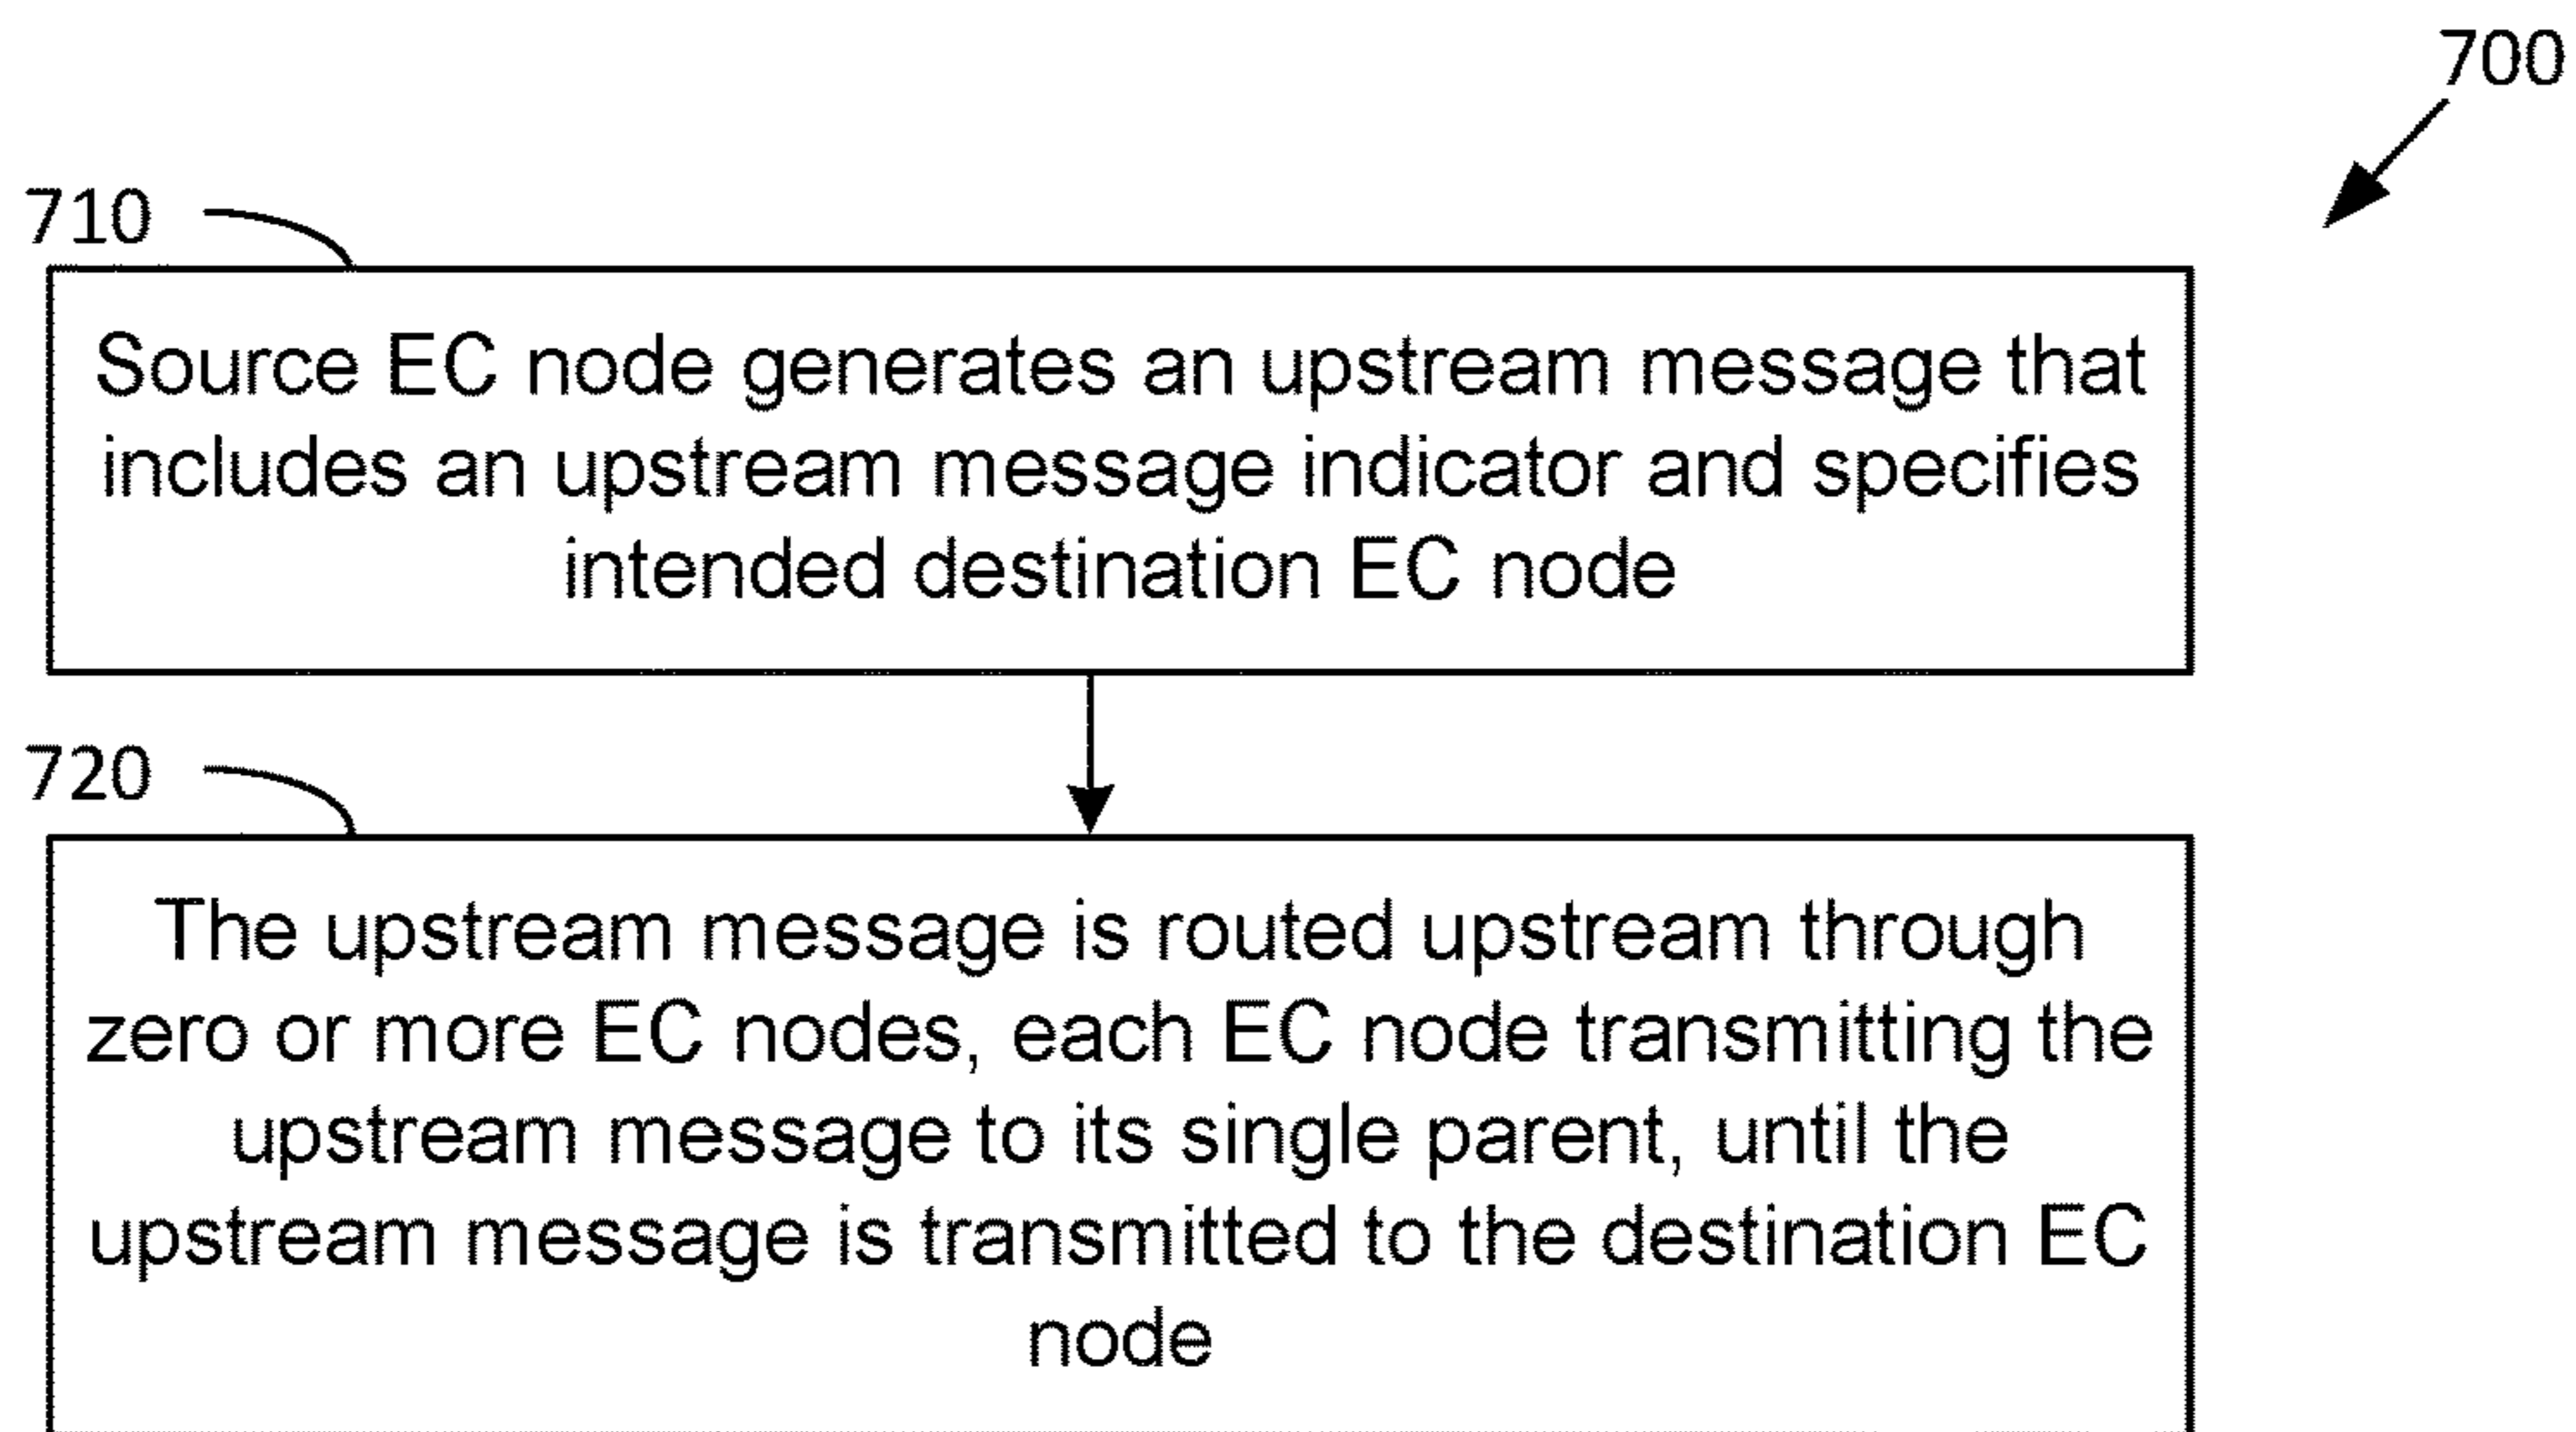 700
710
Source EC node generates an upstream message that
includes an upstream message indicator and specifies
intended destination EC node
720
The upstream message is routed upstream through
zero or more EC nodes, each EC node transmitting the
upstream message to its single parent, until the
upstream message is transmitted to the destination EC
node